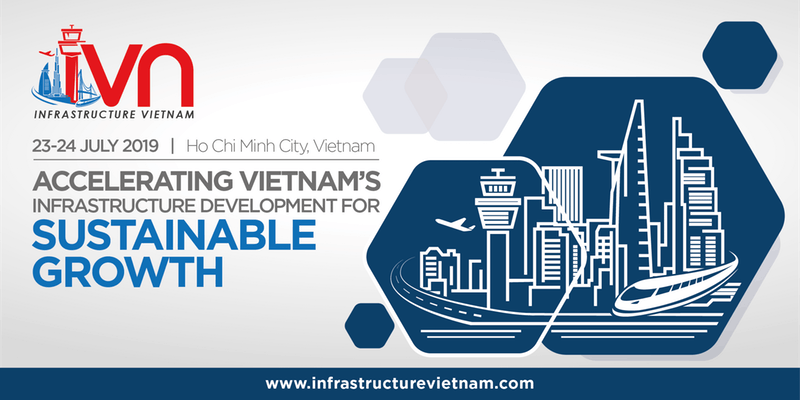 iVN
INFRASTRUCTURE VIETNAM
23-24 JULY 2019 | Ho Chi Minh City, Vietnam
ACCELERATING VIETNAM'S
INFRASTRUCTURE DEVELOPMENT FOR
SUSTAINABLE
GROWTH
www.infrastructurevietnam.com